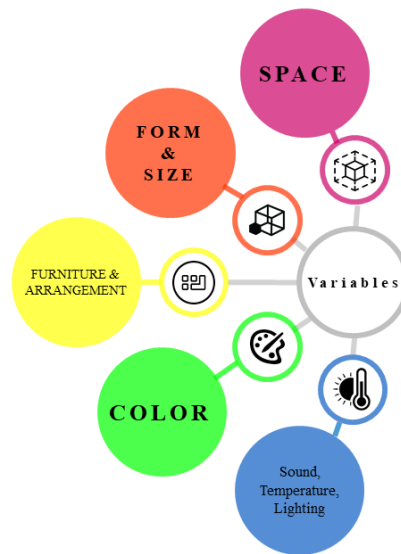 SPACE
FORM
&
SIZE
FURNITURE &
ARRANGEMENT
Variables
COLOR
Sound,
Temperature,
Lighting